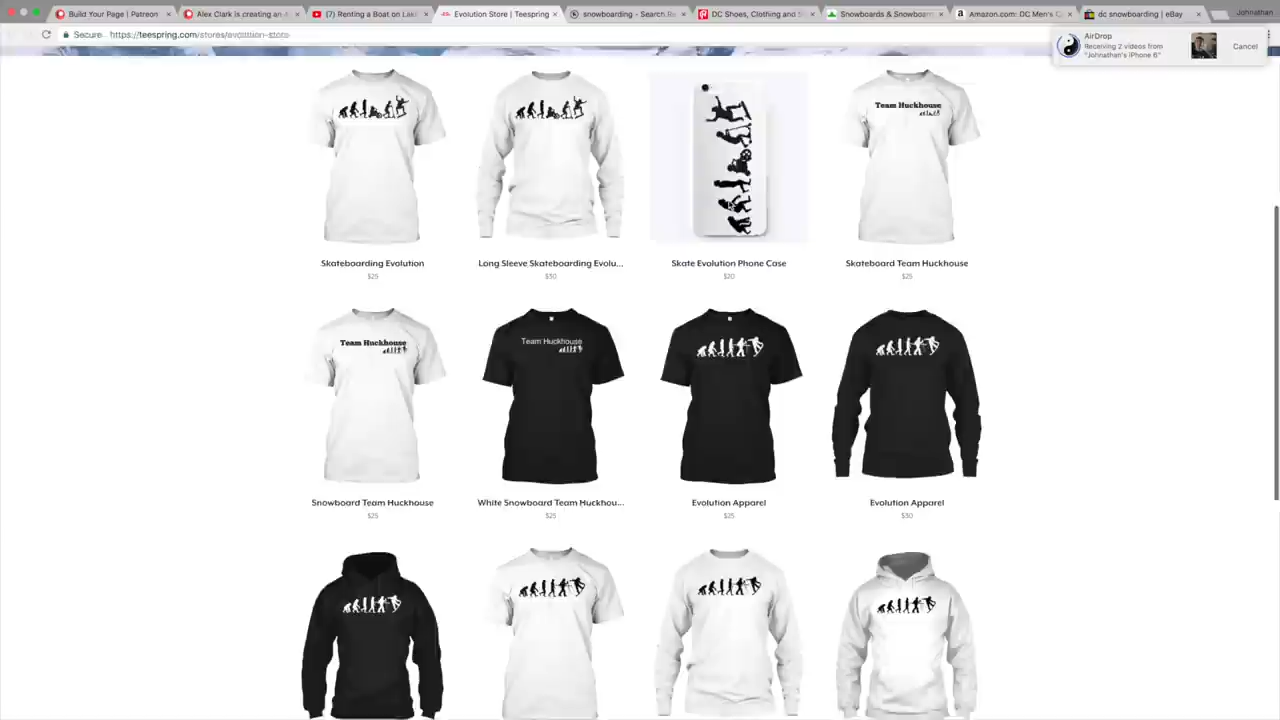 Build Your Page | Patreon
Alex Clark is creating an A
(7) Renting a Boat on Lak
Evolution Store | Teespring
snowboarding - Search Re
DC Shoes, Clothing and S
Snowboards & Snowboar
Amazon.com: DC Men's C
dc snowboarding | eBay
Johnathan
Secure
https://teespring.com/stores/evolution-store
AirDrop
Receiving 2 videos from
"Johnathan's iPhone 6"
Cancel
Team Huckhouse
Skateboarding Evolution
Long Sleeve Skateboarding Evolu...
Skate Evolution Phone Case
Skateboard Team Huckhouse
$25
$30
$20
$25
Team Huckhouse
Team Huckhouse
Snowboard Team Huckhouse
White Snowboard Team Huckhou...
Evolution Apparel
Evolution Apparel
$25
$25
$25
$30